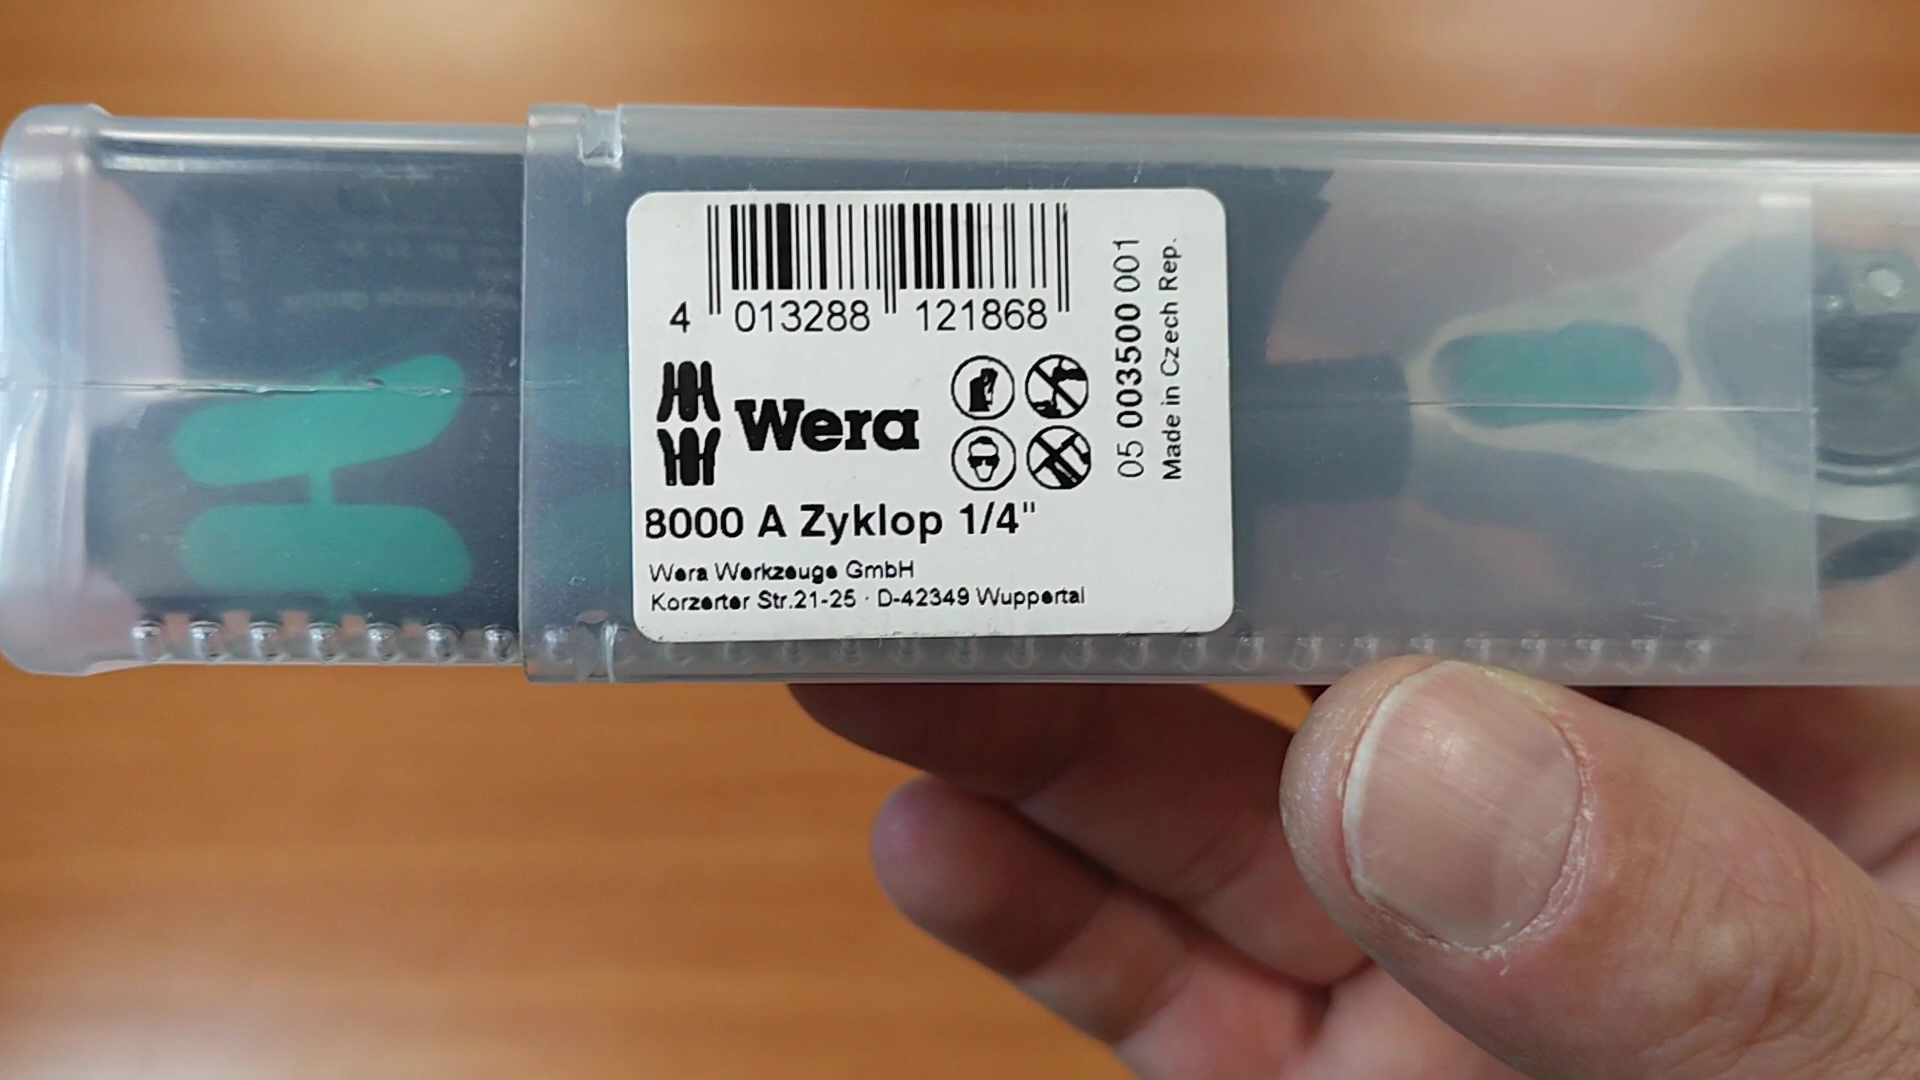 4 013288 121868
Wera
8000 A Zyklop 1/4"
Wera Werkzeuge GmbH
Korzerter Str.21-25 · D-42349 Wuppertal
05 003500 001
Made in Czech Rep.